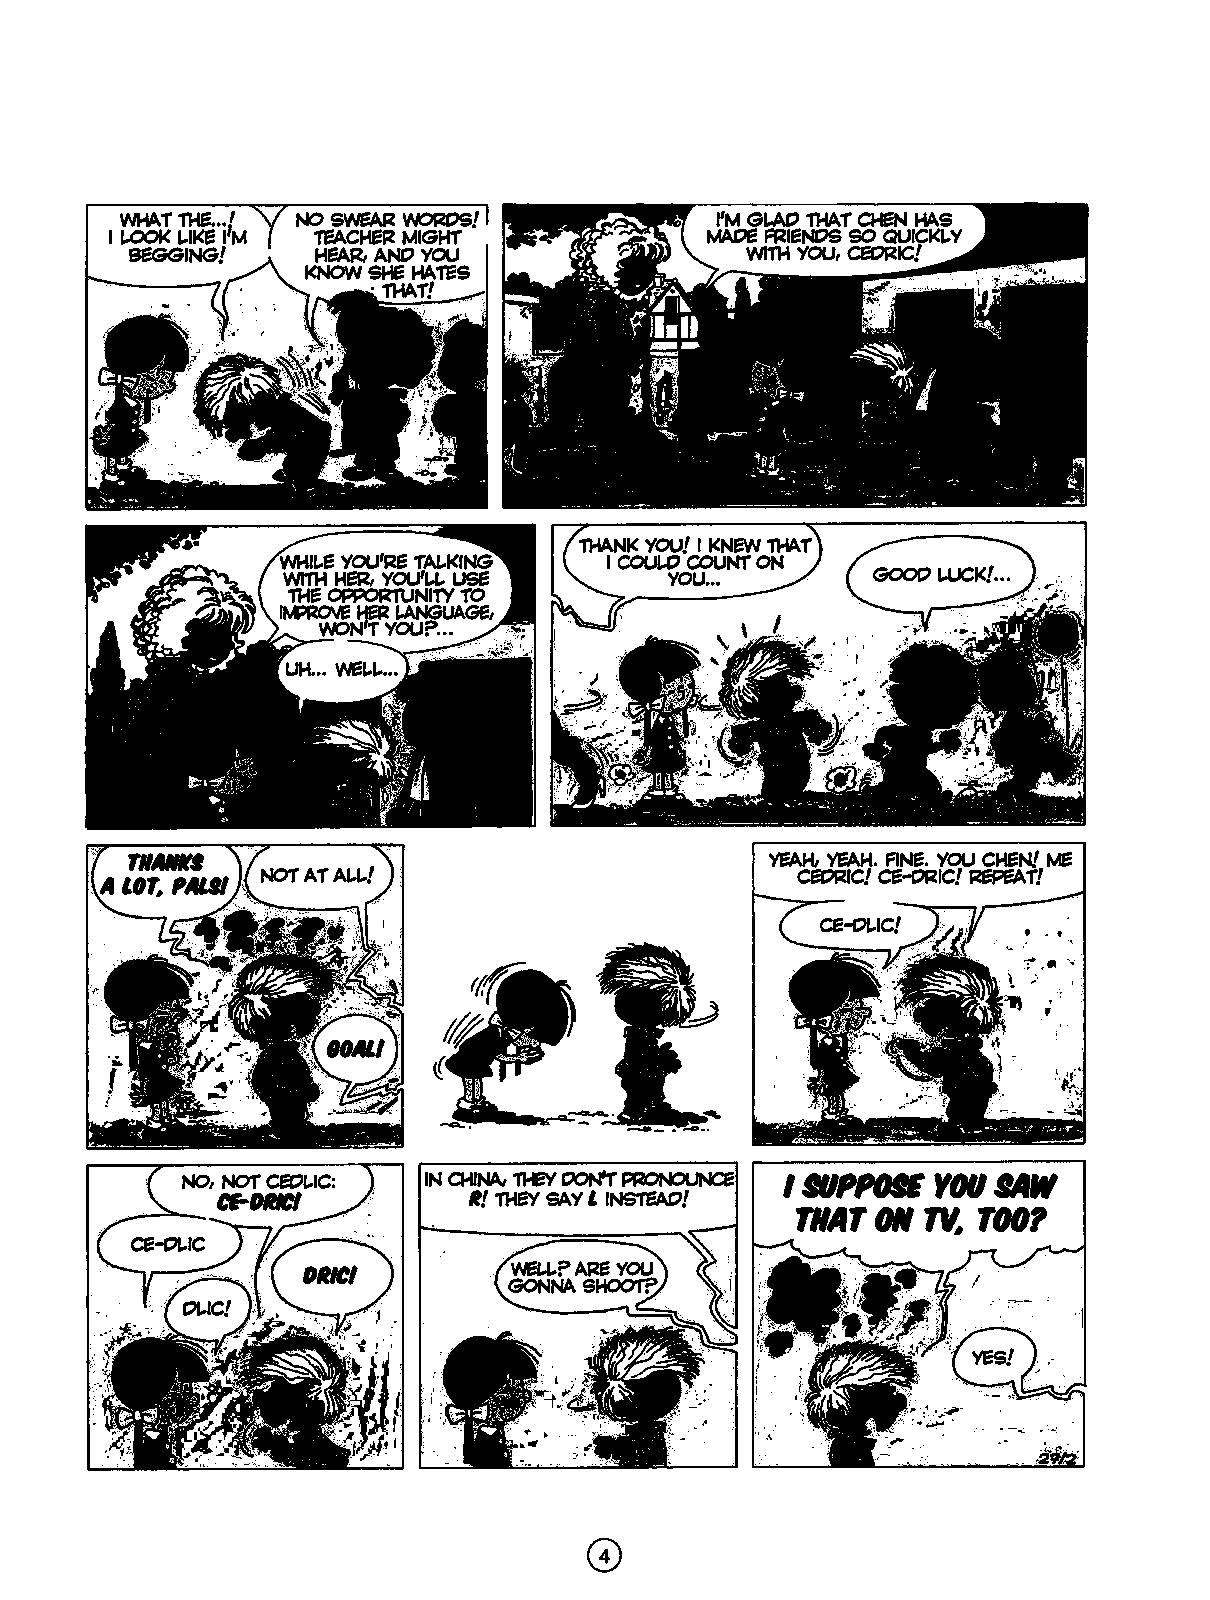 WHAT THE...!
I LOOK LIKE I'M
BEGGING!
NO SWEAR WORDS!
TEACHER MIGHT
HEAR, AND YOU
KNOW SHE HATES
THAT!
I'M GLAD THAT CHEN HAS
MADE FRIENDS SO QUICKLY
WITH YOU, CEDRIC!
WHILE YOU'RE TALKING
WITH HER, YOU'LL USE
THE OPPORTUNITY TO
IMPROVE HER LANGUAGE,
WON'T YOU?...
UH... WELL...
THANK YOU! I KNEW THAT
I COULD COUNT ON
YOU...
GOOD LUCK!...
THANKS
A LOT, PALS!
NOT AT ALL!
GOAL!
YEAH, YEAH. FINE. YOU CHEN! ME
CEDRIC! CE-DRIC! REPEAT!
CE-DLIC!
NO, NOT CEDLIC:
CE-DRIC!
CE-DLIC
DRIC!
DLIC!
IN CHINA, THEY DON'T PRONOUNCE
R! THEY SAY L INSTEAD!
WELL? ARE YOU
GONNA SHOOT?
I SUPPOSE YOU SAW
THAT ON TV, TOO?
YES!
29/2
4